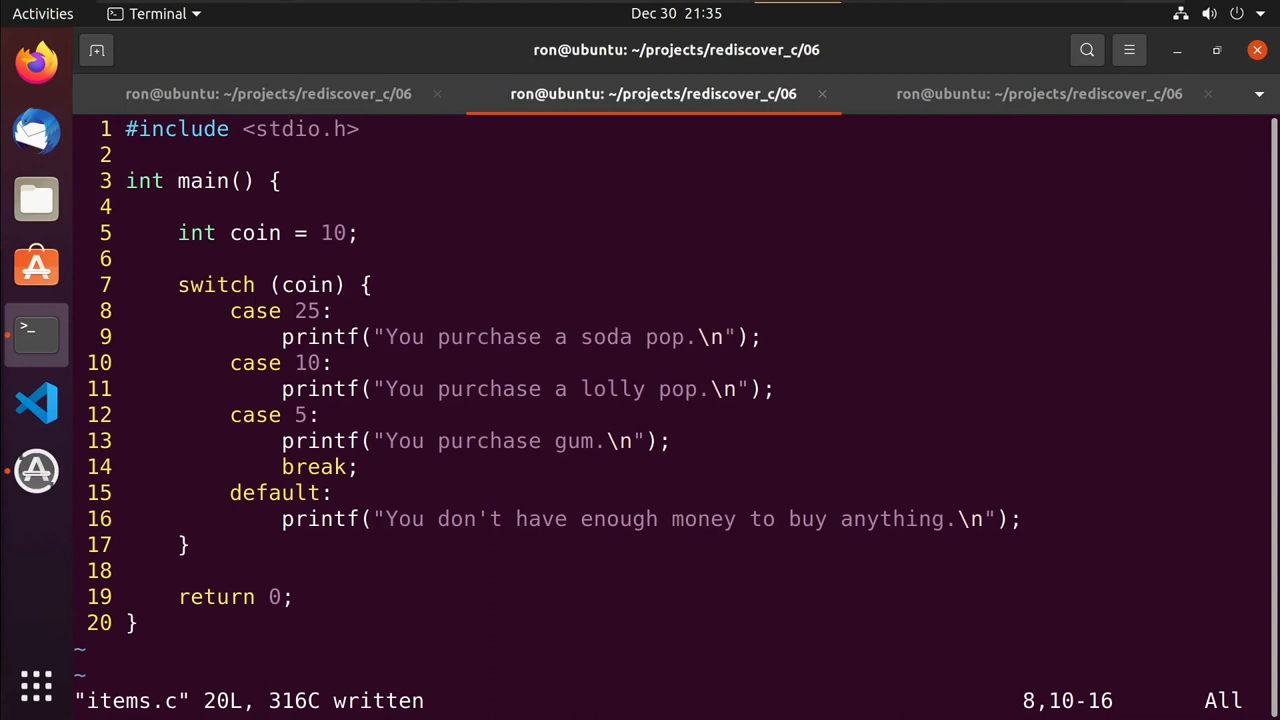 Activities Terminal Dec 30 21:35
ron@ubuntu: ~/projects/rediscover_c/06
ron@ubuntu: ~/projects/rediscover_c/06 ron@ubuntu: ~/projects/rediscover_c/06 ron@ubuntu: ~/projects/rediscover_c/06
1 #include <stdio.h>
2
3 int main() {
4
5     int coin = 10;
6
7     switch (coin) {
8         case 25:
9             printf("You purchase a soda pop.\n");
10         case 10:
11             printf("You purchase a lolly pop.\n");
12         case 5:
13             printf("You purchase gum.\n");
14             break;
15         default:
16             printf("You don't have enough money to buy anything.\n");
17     }
18
19     return 0;
20 }
~
~
"items.c" 20L, 316C written 8,10-16 All